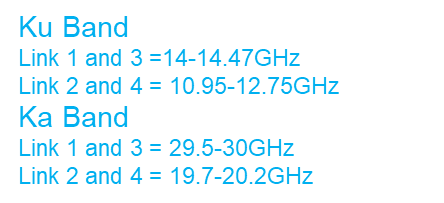 Ku Band
Link 1 and 3 =14-14.47GHz
Link 2 and 4 = 10.95-12.75GHz
Ka Band
Link 1 and 3 = 29.5-30GHz
Link 2 and 4 = 19.7-20.2GHz